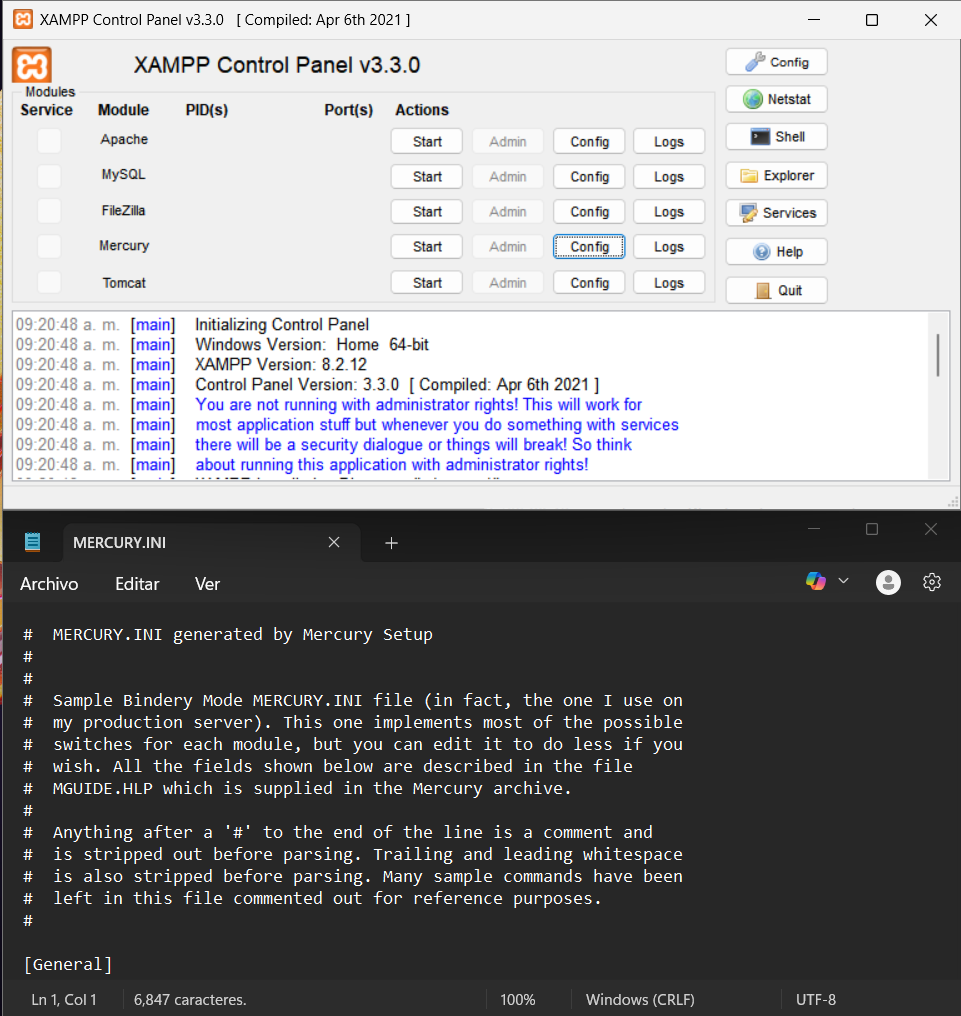 XAMPP Control Panel v3.3.0 [ Compiled: Apr 6th 2021 ]
XAMPP Control Panel v3.3.0
Config
Modules
Service Module PID(s) Port(s) Actions
Netstat
Apache Start Admin Config Logs
Shell
MySQL Start Admin Config Logs
Explorer
FileZilla Start Admin Config Logs
Services
Mercury Start Admin Config Logs
Help
Tomcat Start Admin Config Logs
Quit
09:20:48 a. m. [main] Initializing Control Panel
09:20:48 a. m. [main] Windows Version: Home 64-bit
09:20:48 a. m. [main] XAMPP Version: 8.2.12
09:20:48 a. m. [main] Control Panel Version: 3.3.0 [ Compiled: Apr 6th 2021 ]
09:20:48 a. m. [main] You are not running with administrator rights! This will work for
09:20:48 a. m. [main] most application stuff but whenever you do something with services
09:20:48 a. m. [main] there will be a security dialogue or things will break! So think
09:20:48 a. m. [main] about running this application with administrator rights!
MERCURY.INI
Archivo Editar Ver
# MERCURY.INI generated by Mercury Setup
#
#
# Sample Bindery Mode MERCURY.INI file (in fact, the one I use on
# my production server). This one implements most of the possible
# switches for each module, but you can edit it to do less if you
# wish. All the fields shown below are described in the file
# MGUIDE.HLP which is supplied in the Mercury archive.
#
# Anything after a '#' to the end of the line is a comment and
# is stripped out before parsing. Trailing and leading whitespace
# is also stripped before parsing. Many sample commands have been
# left in this file commented out for reference purposes.
#
[General]
Ln 1, Col 1 6,847 caracteres. 100% Windows (CRLF) UTF-8